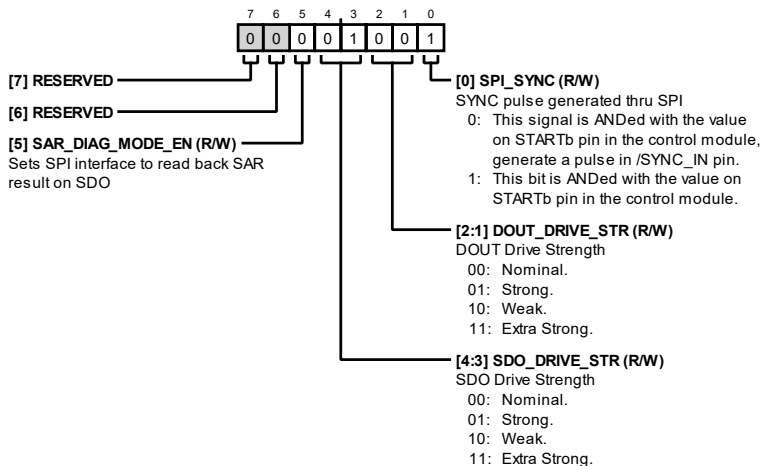 7 6 5 4 3 2 1 0
0 0 0 0 1 0 0 1
[7] RESERVED
[6] RESERVED
[5] SAR_DIAG_MODE_EN (R/W)
Sets SPI interface to read back SAR
result on SDO
[0] SPI_SYNC (R/W)
SYNC pulse generated thru SPI
0: This signal is ANDed with the value
on STARTb pin in the control module,
generate a pulse in /SYNC_IN pin.
1: This bit is ANDed with the value on
STARTb pin in the control module.
[2:1] DOUT_DRIVE_STR (R/W)
DOUT Drive Strength
00: Nominal.
01: Strong.
10: Weak.
11: Extra Strong.
[4:3] SDO_DRIVE_STR (R/W)
SDO Drive Strength
00: Nominal.
01: Strong.
10: Weak.
11: Extra Strong.